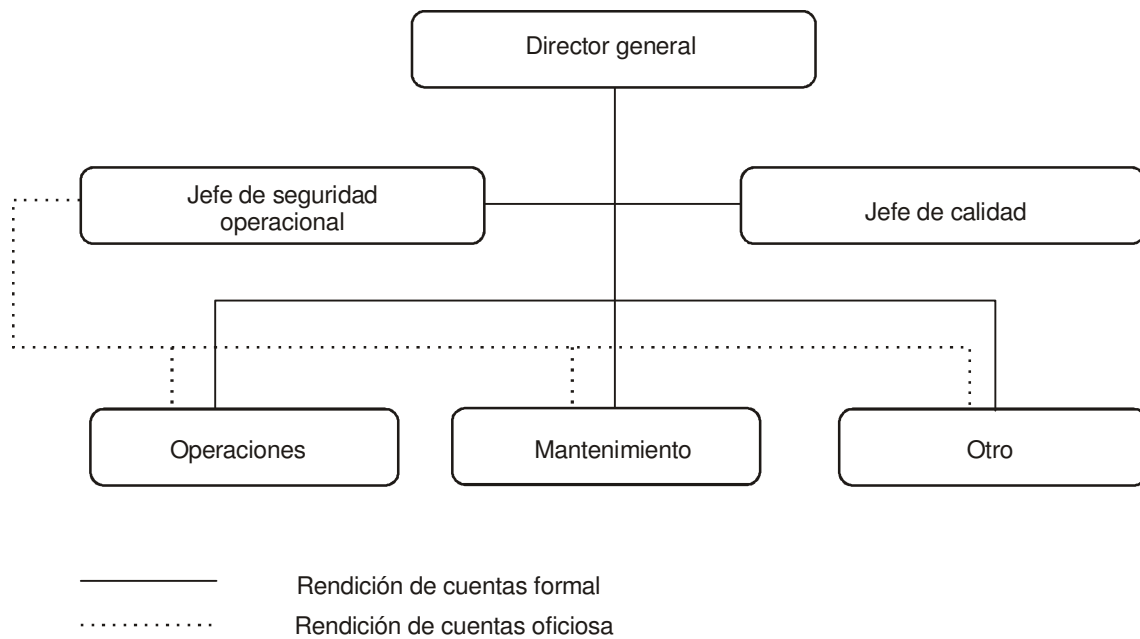 Director general
Jefe de seguridad
operacional
Jefe de calidad
Operaciones
Mantenimiento
Otro
Rendición de cuentas formal
Rendición de cuentas oficiosa